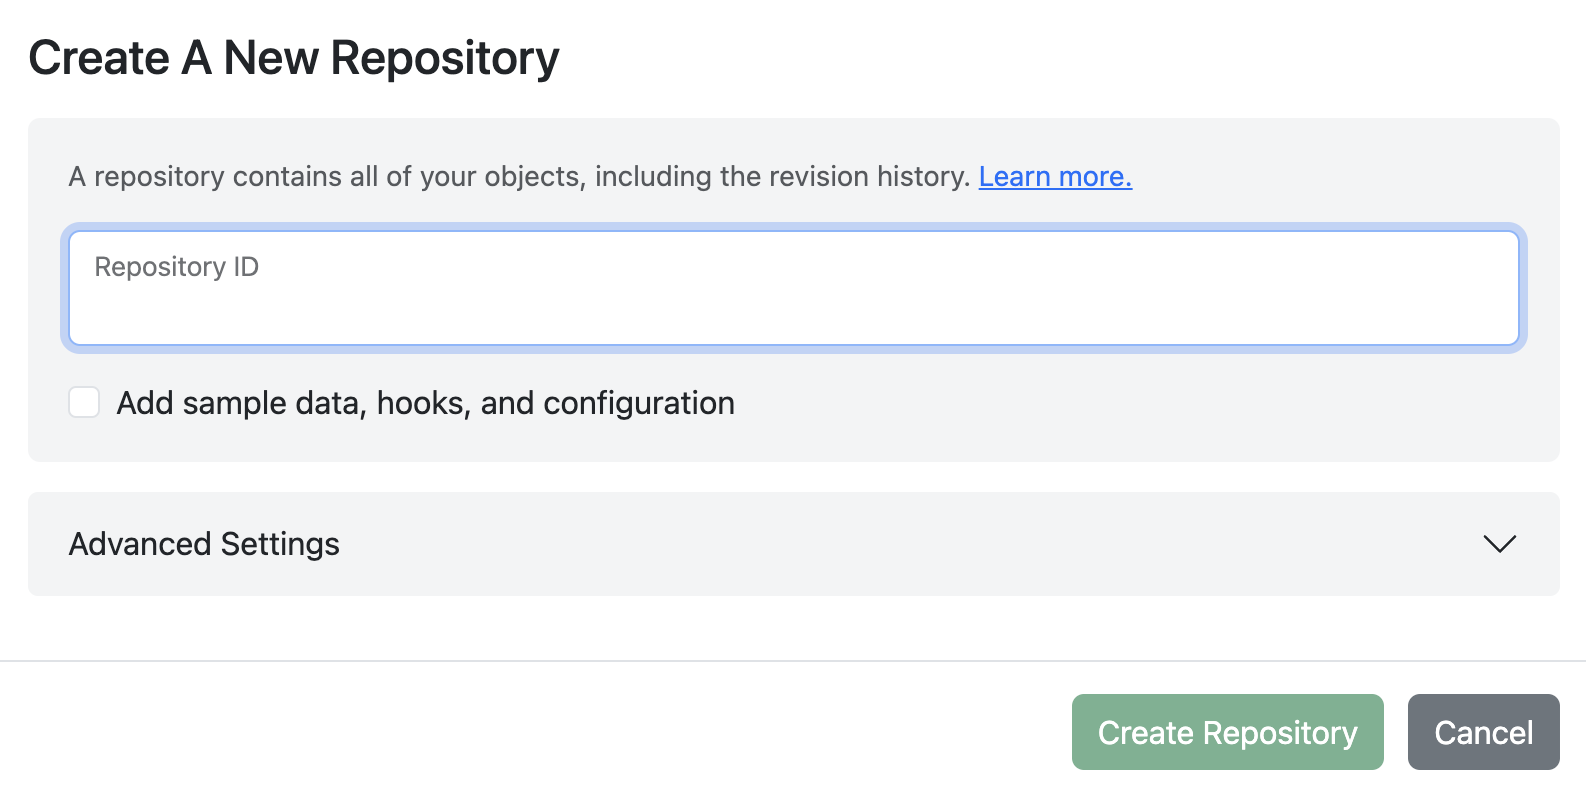 Create A New Repository
A repository contains all of your objects, including the revision history. Learn more.
Repository ID
Add sample data, hooks, and configuration
Advanced Settings
Create Repository
Cancel